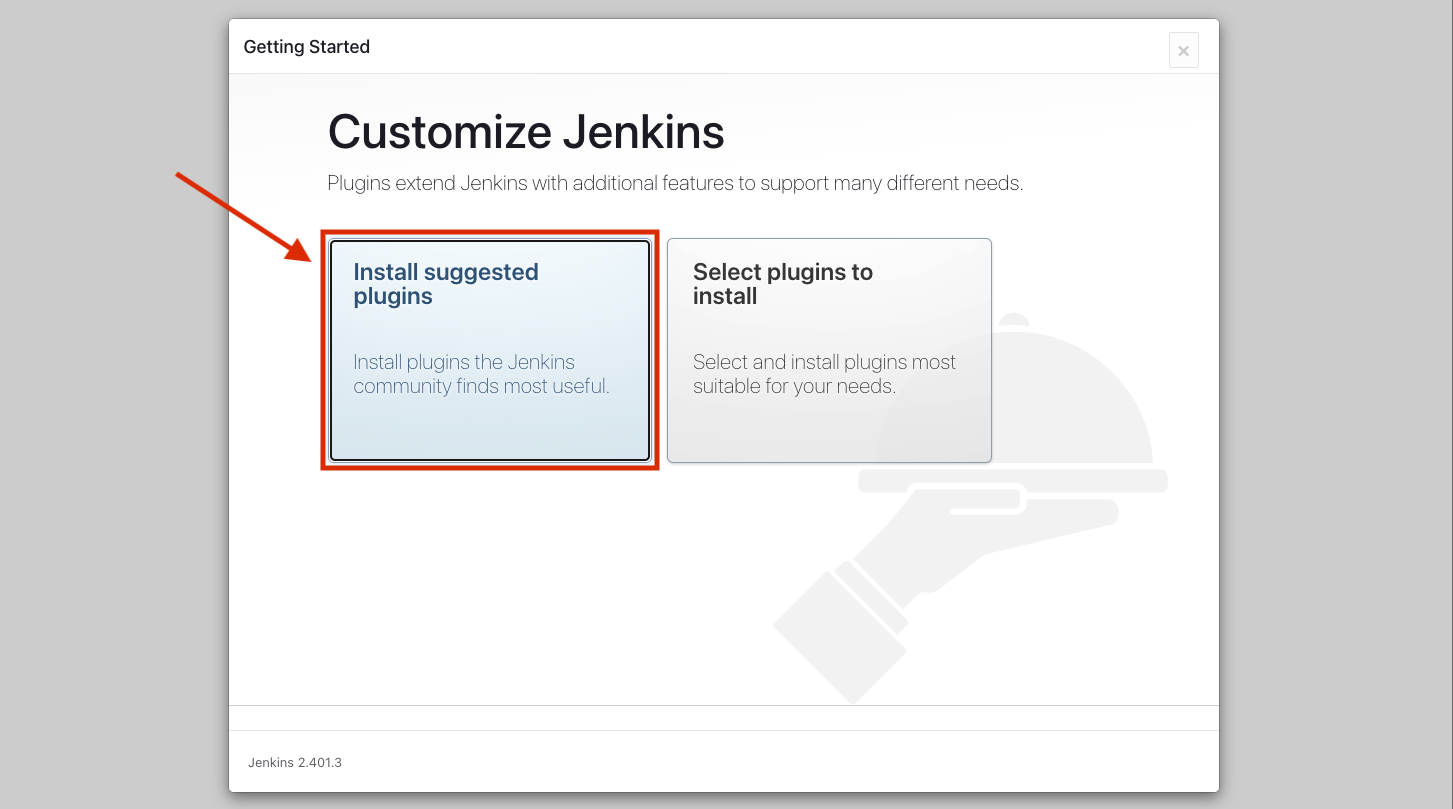 Getting Started
×
Customize Jenkins
Plugins extend Jenkins with additional features to support many different needs.
Install suggested
plugins
Install plugins the Jenkins
community finds most useful.
Select plugins to
install
Select and install plugins most
suitable for your needs.
Jenkins 2.401.3